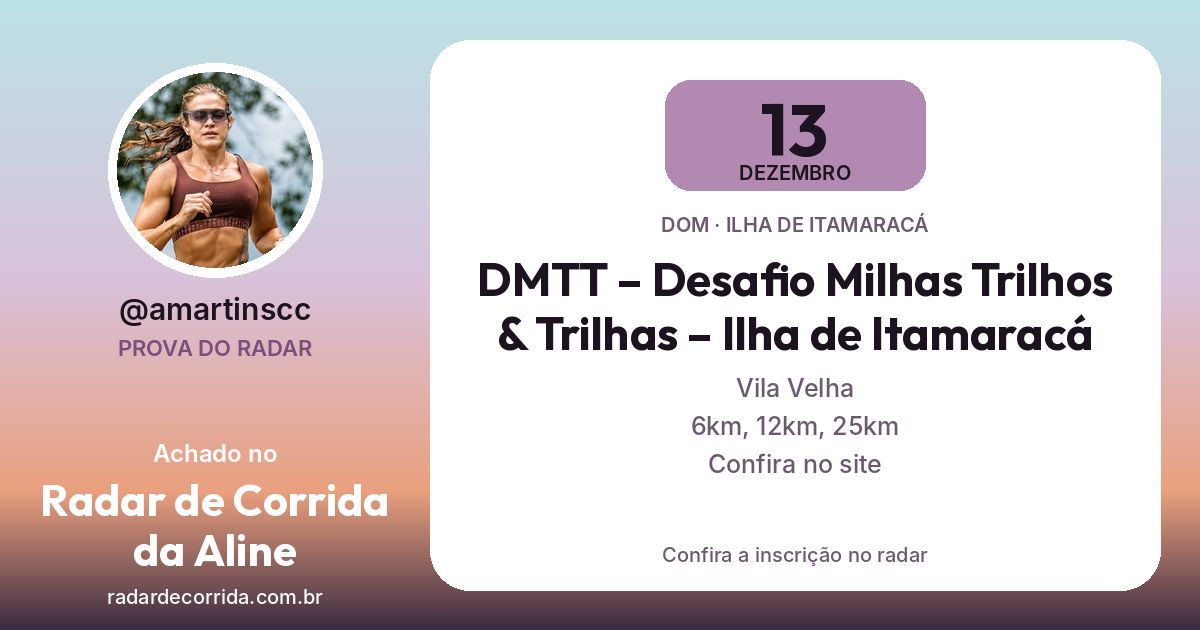 @amartinscc
PROVA DO RADAR
Achado no
Radar de Corrida
da Aline
radardecorrida.com.br
13
DEZEMBRO
DOM · ILHA DE ITAMARACÁ
DMTT – Desafio Milhas Trilhos
& Trilhas – Ilha de Itamaracá
Vila Velha
6km, 12km, 25km
Confira no site
Confira a inscrição no radar